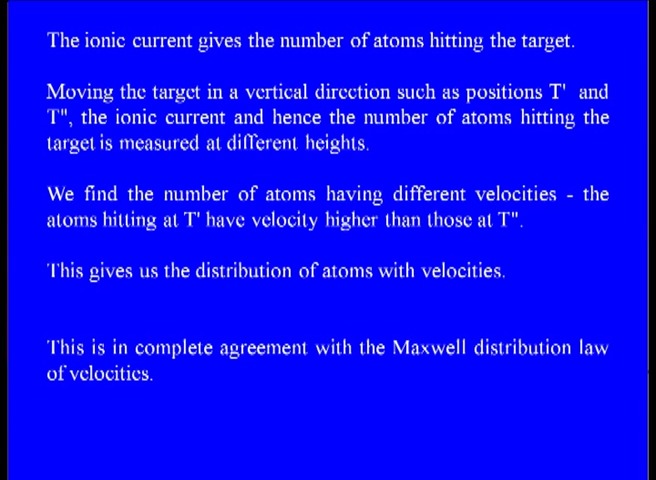 The ionic current gives the number of atoms hitting the target.
Moving the target in a vertical direction such as positions T' and
T", the ionic current and hence the number of atoms hitting the
target is measured at different heights.
We find the number of atoms having different velocities - the
atoms hitting at T' have velocity higher than those at T".
This gives us the distribution of atoms with velocities.
This is in complete agreement with the Maxwell distribution law
of velocities.